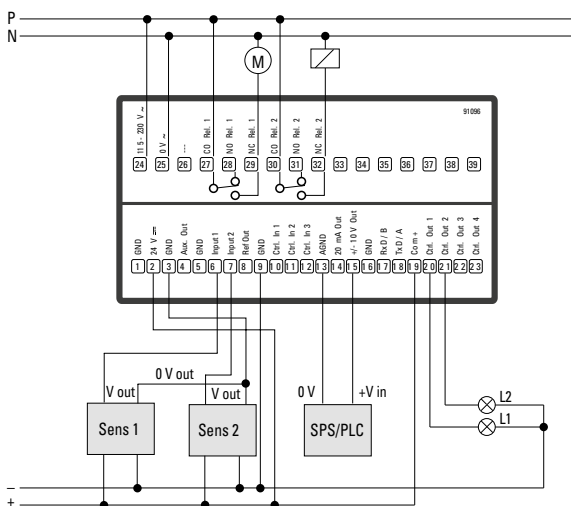 P
N
M
91096
115 - 230 V ~
0 V ~
---
CO Rel. 1
NO Rel. 1
NC Rel. 1
CO Rel. 2
NO Rel. 2
NC Rel. 2
24 25 26 27 28 29 30 31 32 33 34 35 36 37 38 39
GND
24 V
GND
Aux. Out
GND
Input1
Input2
Ref Out
GND
Ctrl. In 1
Ctrl. In 2
Ctrl. In 3
AGND
20 mA Out
+/- 10 V Out
GND
RxD / B
TxD / A
Com+
Ctrl. Out 1
Ctrl. Out 2
Ctrl. Out 3
Ctrl. Out 4
1 2 3 4 5 6 7 8 9 10 11 12 13 14 15 16 17 18 19 20 21 22 23
0 V out
V out
V out
0 V
+V in
L2
L1
Sens 1
Sens 2
SPS/PLC
–
+